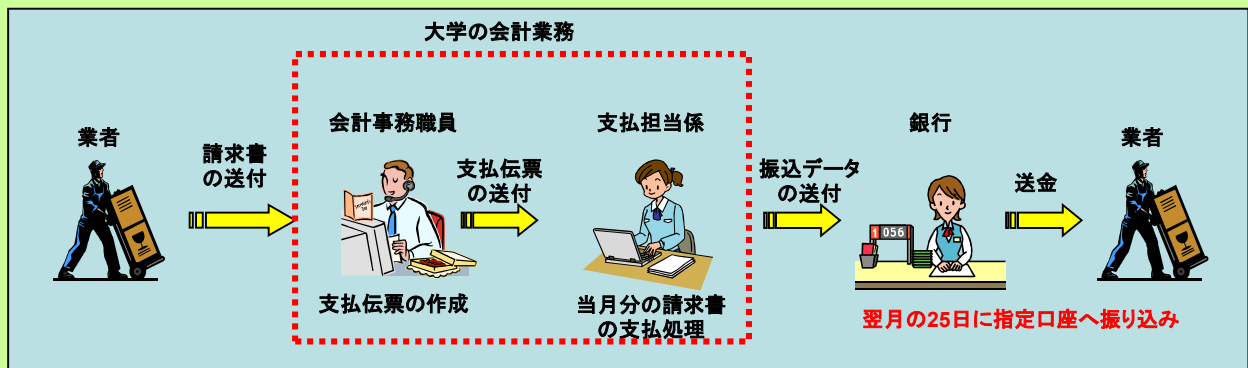 大学の会計業務
業者
請求書
の送付
会計事務職員
支払伝票の作成
支払伝票
の送付
支払担当係
当月分の請求書
の支払処理
振込データ
の送付
銀行
1 056
翌月の25日に指定口座へ振り込み
送金
業者